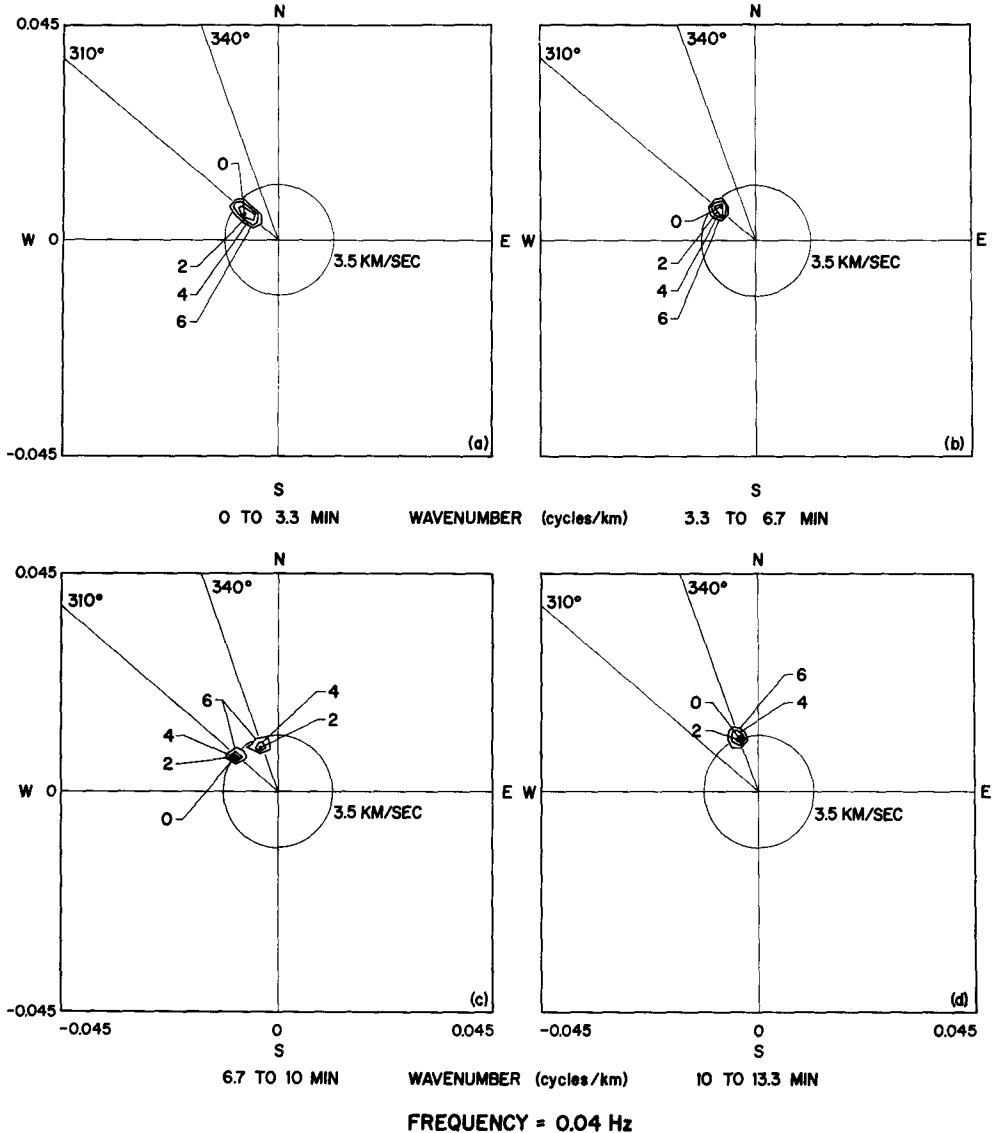 N N
0.045 340° 340°
310° 310°
0 0
W 0 E W E
2 3.5 KM/SEC 2 3.5 KM/SEC
4 4
6 6
-0.045 (a) (b)
S S
0 TO 3.3 MIN WAVENUMBER (cycles/km) 3.3 TO 6.7 MIN
N N
0.045 340° 340°
310° 310°
6 4 6
4 2 0 4
2 2
W 0 E W E
0 3.5 KM/SEC 3.5 KM/SEC
-0.045 (c) (d)
-0.045 0 0.045 -0.045 0 0.045
S S
6.7 TO 10 MIN WAVENUMBER (cycles/km) 10 TO 13.3 MIN
FREQUENCY = 0.04 Hz